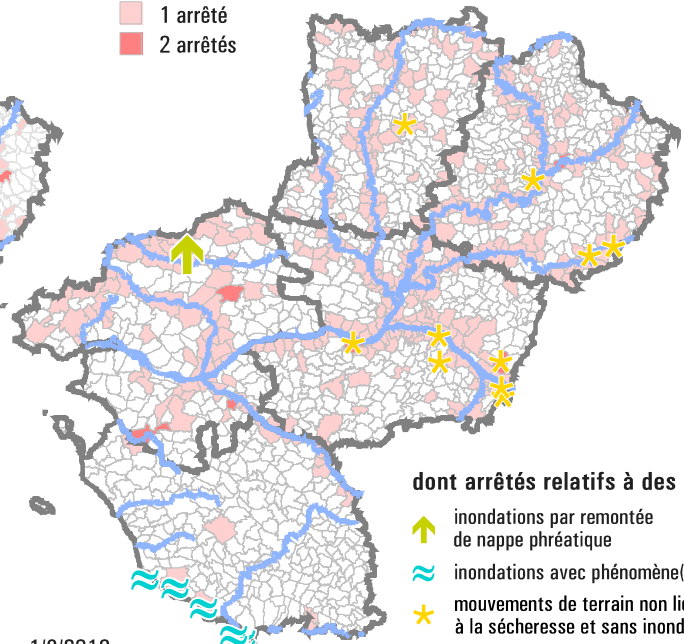 1 arrêté
2 arrêtés
dont arrêtés relatifs à des
inondations par remontée
de nappe phréatique
inondations avec phénomène(
mouvements de terrain non
à la sécheresse et sans